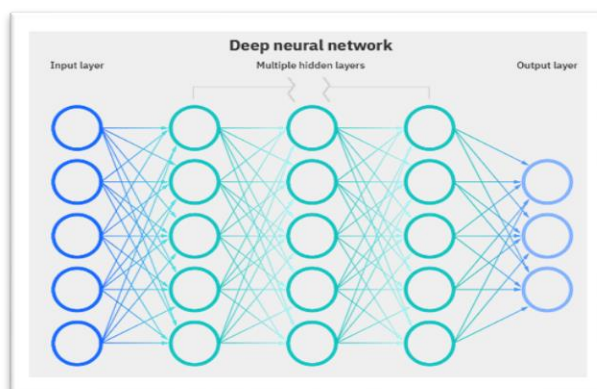 Deep neural network
Input layer
Multiple hidden layers
Output layer